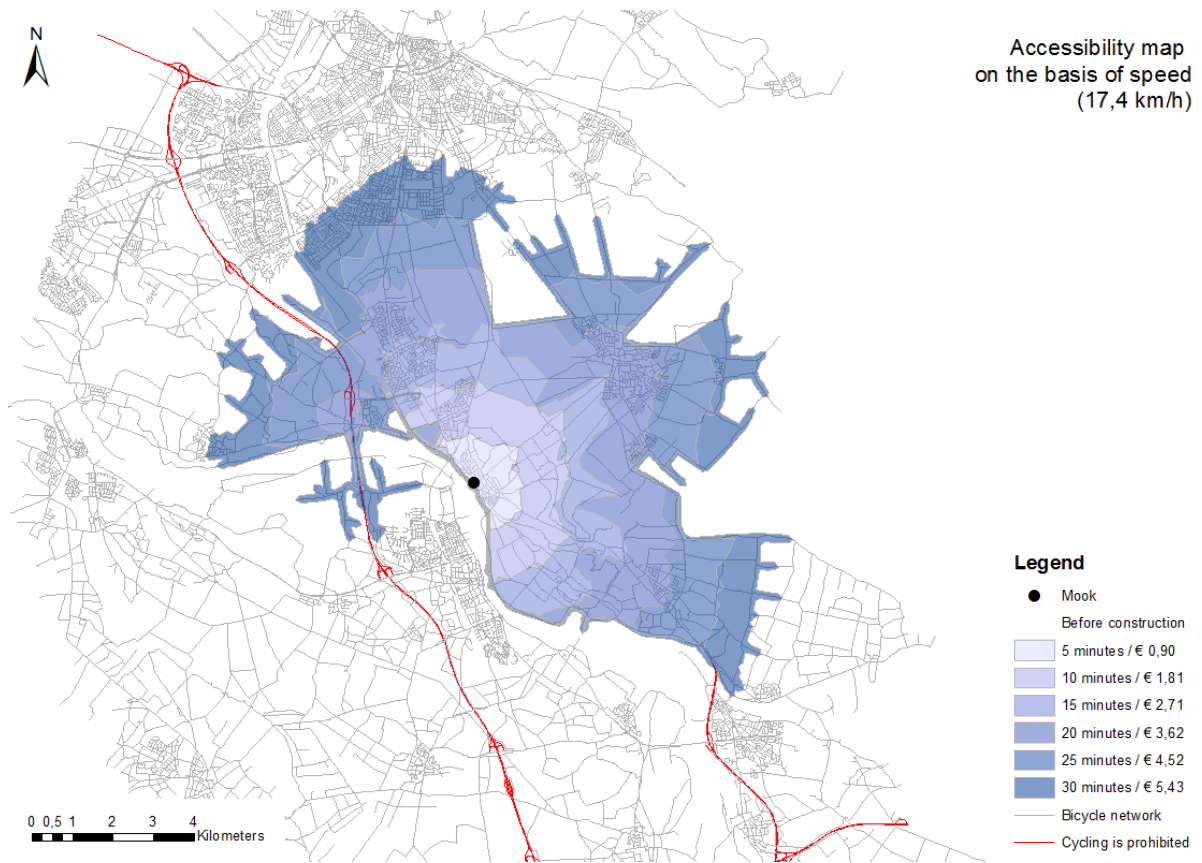 N
Accessibility map
on the basis of speed
(17,4 km/h)
Legend
Mook
Before construction
5 minutes / € 0,90
10 minutes / € 1,81
15 minutes / € 2,71
20 minutes / € 3,62
25 minutes / € 4,52
30 minutes / € 5,43
Bicycle network
Cycling is prohibited
0 0,5 1 2 3 4
Kilometers